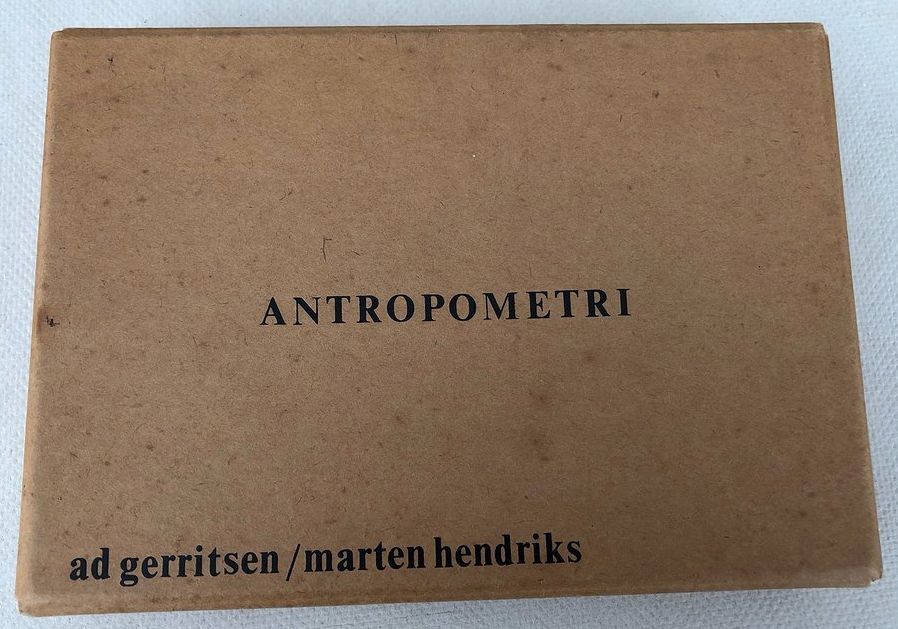 ANTROPOMETRI
ad gerritsen/marten hendriks